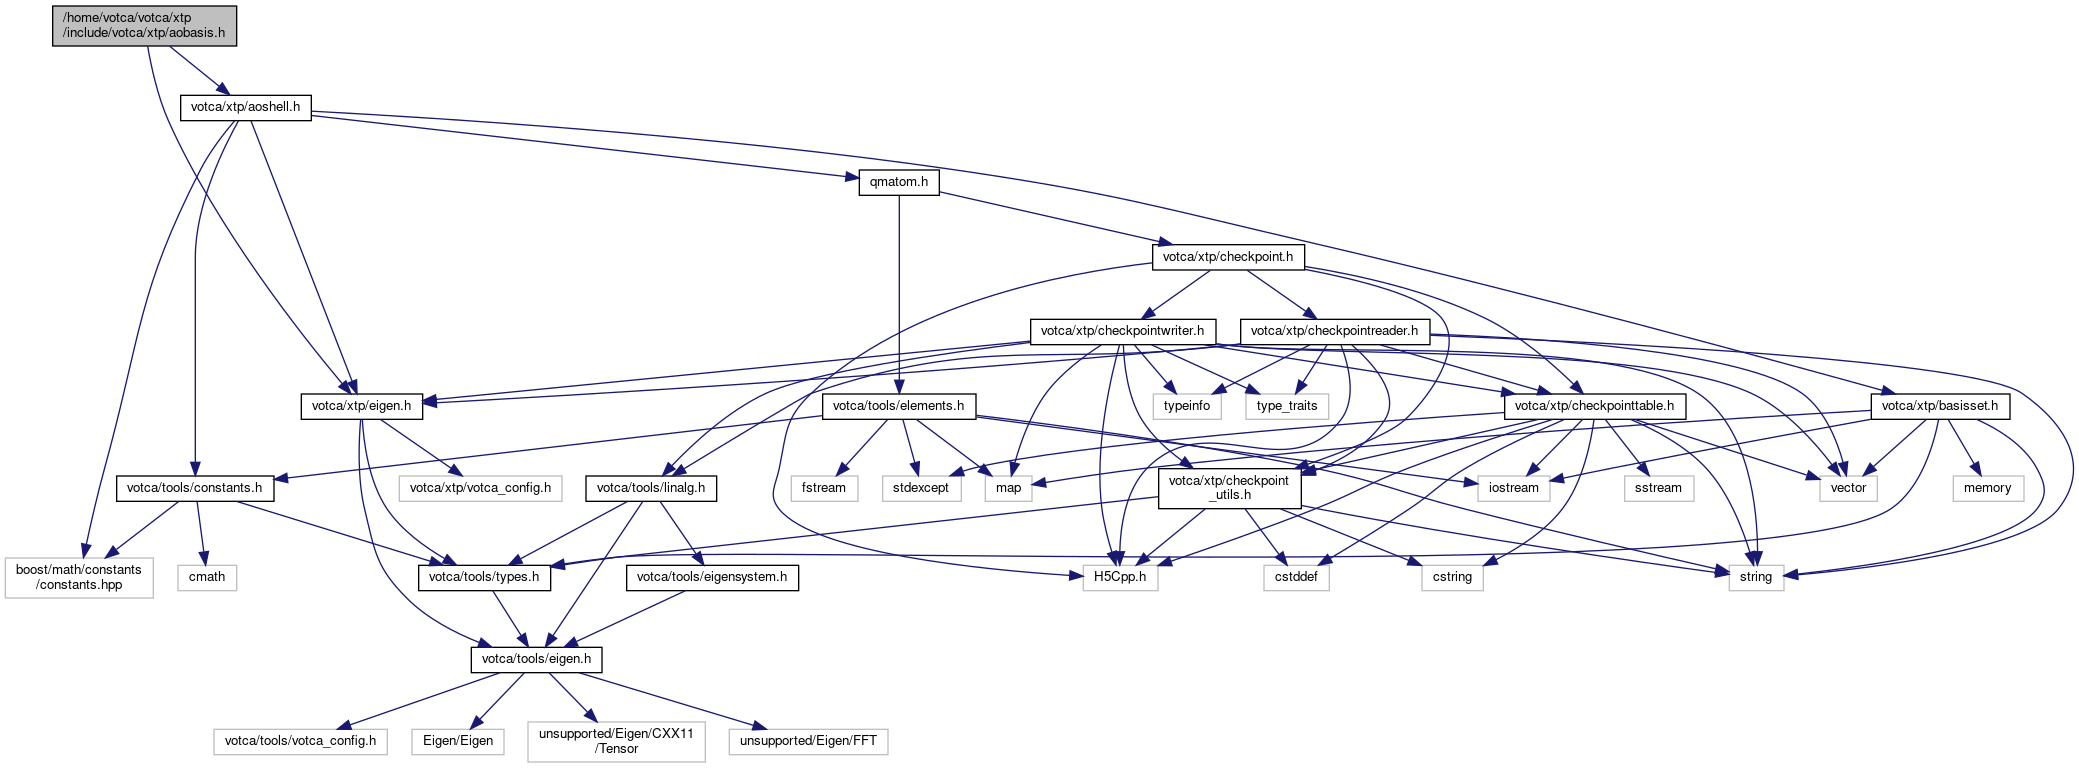 /home/votca/votca/xtp
/include/votca/xtp/aobasis.h
votca/xtp/aoshell.h
qmatom.h
votca/xtp/checkpoint.h
votca/xtp/checkpointwriter.h
votca/xtp/checkpointreader.h
votca/xtp/eigen.h
votca/tools/elements.h
typeinfo
type_traits
votca/xtp/checkpointtable.h
votca/xtp/basisset.h
votca/tools/constants.h
votca/xtp/votca_config.h
votca/tools/linalg.h
fstream
stdexcept
map
votca/xtp/checkpoint
_utils.h
iostream
sstream
vector
memory
boost/math/constants
/constants.hpp
cmath
votca/tools/types.h
votca/tools/eigensystem.h
H5Cpp.h
cstddef
cstring
string
votca/tools/eigen.h
votca/tools/votca_config.h
Eigen/Eigen
unsupported/Eigen/CXX11
/Tensor
unsupported/Eigen/FFT